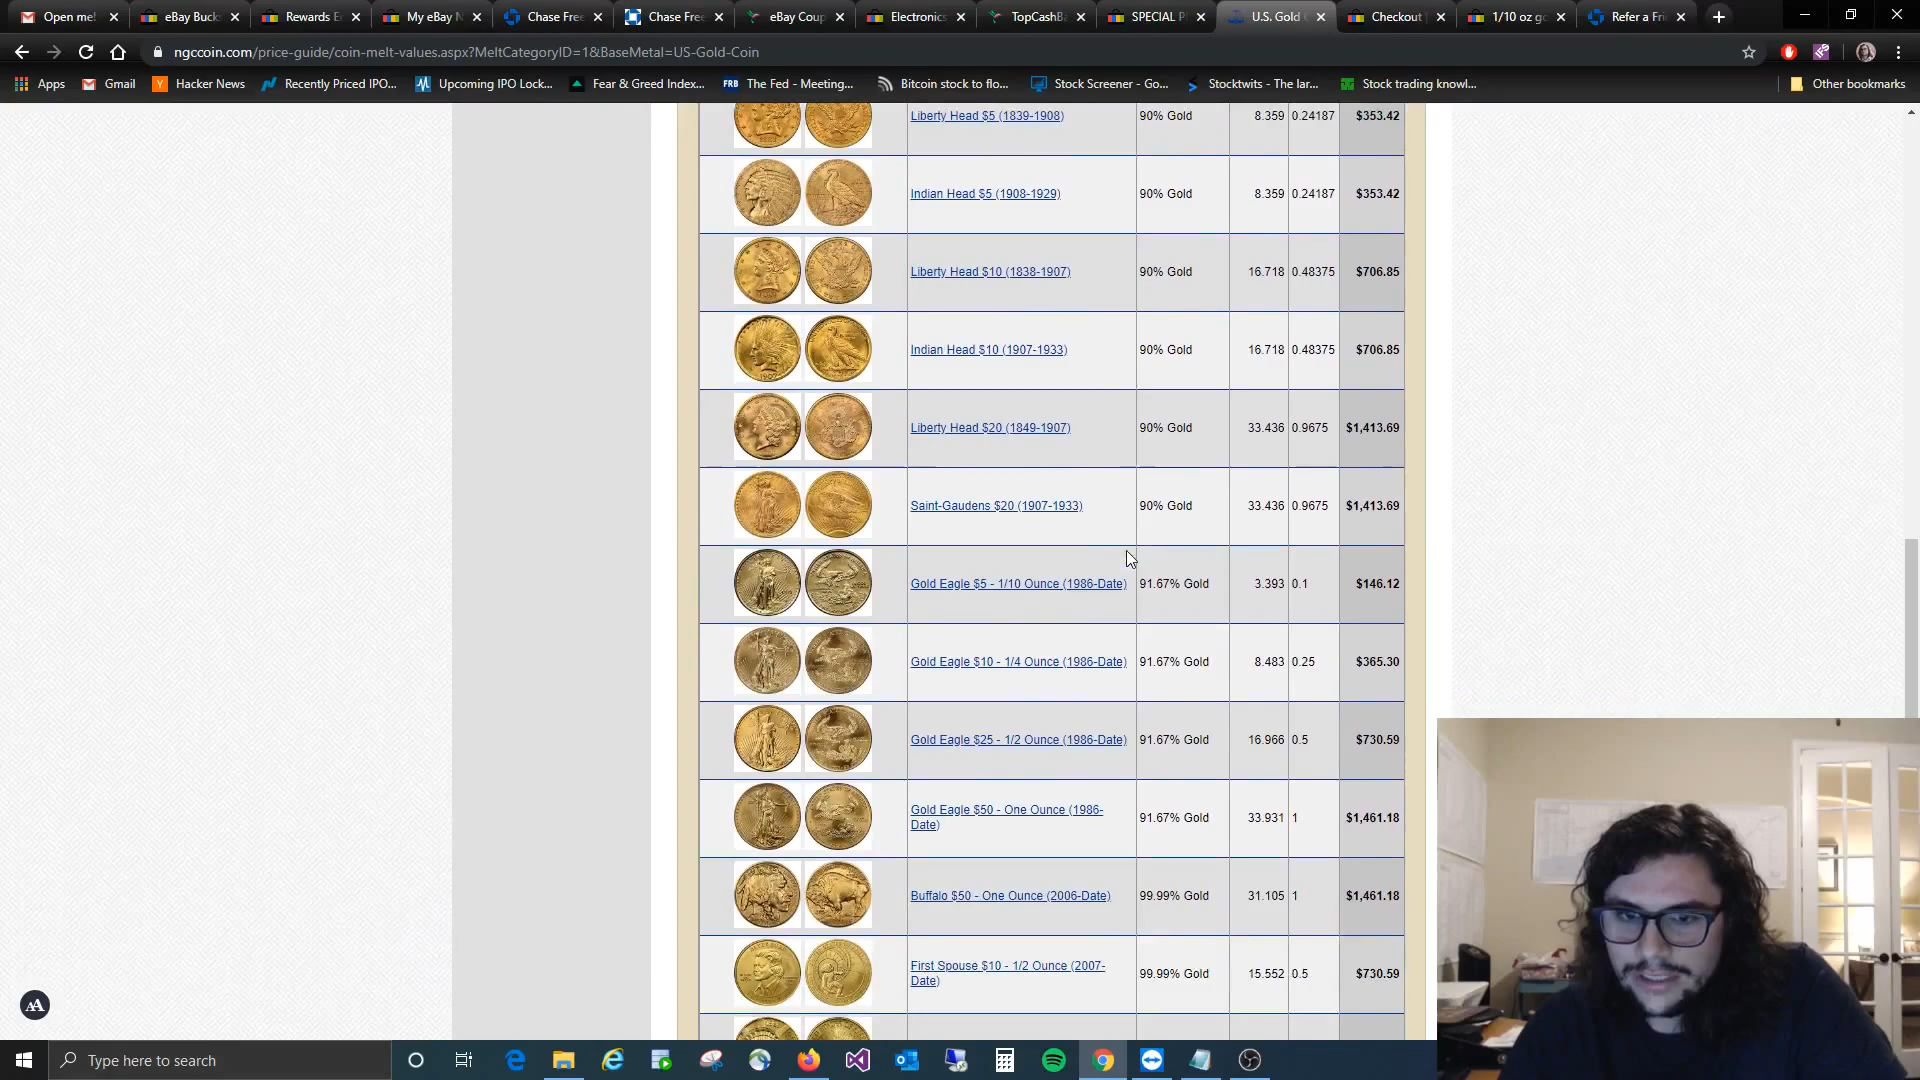 Open me!
eBay Buck
Rewards E
My eBay N
Chase Free
Chase Free
eBay Coup
Electronics
TopCashBa
SPECIAL P
U.S. Gold
Checkout
1/10 oz go
Refer a Frie
ngccoin.com/price-guide/coin-melt-values.aspx?MeltCategoryID=1&BaseMetal=US-Gold-Coin
Apps
Gmail
Hacker News
Recently Priced IPO...
Upcoming IPO Lock...
Fear & Greed Index...
FRB The Fed - Meeting...
Bitcoin stock to flo...
Stock Screener - Go...
Stocktwits - The lar...
Stock trading knowl...
Other bookmarks
Liberty Head $5 (1839-1908) 90% Gold 8.359 0.24187 $353.42
Indian Head $5 (1908-1929) 90% Gold 8.359 0.24187 $353.42
Liberty Head $10 (1838-1907) 90% Gold 16.718 0.48375 $706.85
Indian Head $10 (1907-1933) 90% Gold 16.718 0.48375 $706.85
Liberty Head $20 (1849-1907) 90% Gold 33.436 0.9675 $1,413.69
Saint-Gaudens $20 (1907-1933) 90% Gold 33.436 0.9675 $1,413.69
Gold Eagle $5 - 1/10 Ounce (1986-Date) 91.67% Gold 3.393 0.1 $146.12
Gold Eagle $10 - 1/4 Ounce (1986-Date) 91.67% Gold 8.483 0.25 $365.30
Gold Eagle $25 - 1/2 Ounce (1986-Date) 91.67% Gold 16.966 0.5 $730.59
Gold Eagle $50 - One Ounce (1986-
Date) 91.67% Gold 33.931 1 $1,461.18
Buffalo $50 - One Ounce (2006-Date) 99.99% Gold 31.105 1 $1,461.18
First Spouse $10 - 1/2 Ounce (2007-
Date) 99.99% Gold 15.552 0.5 $730.59
AA
Type here to search